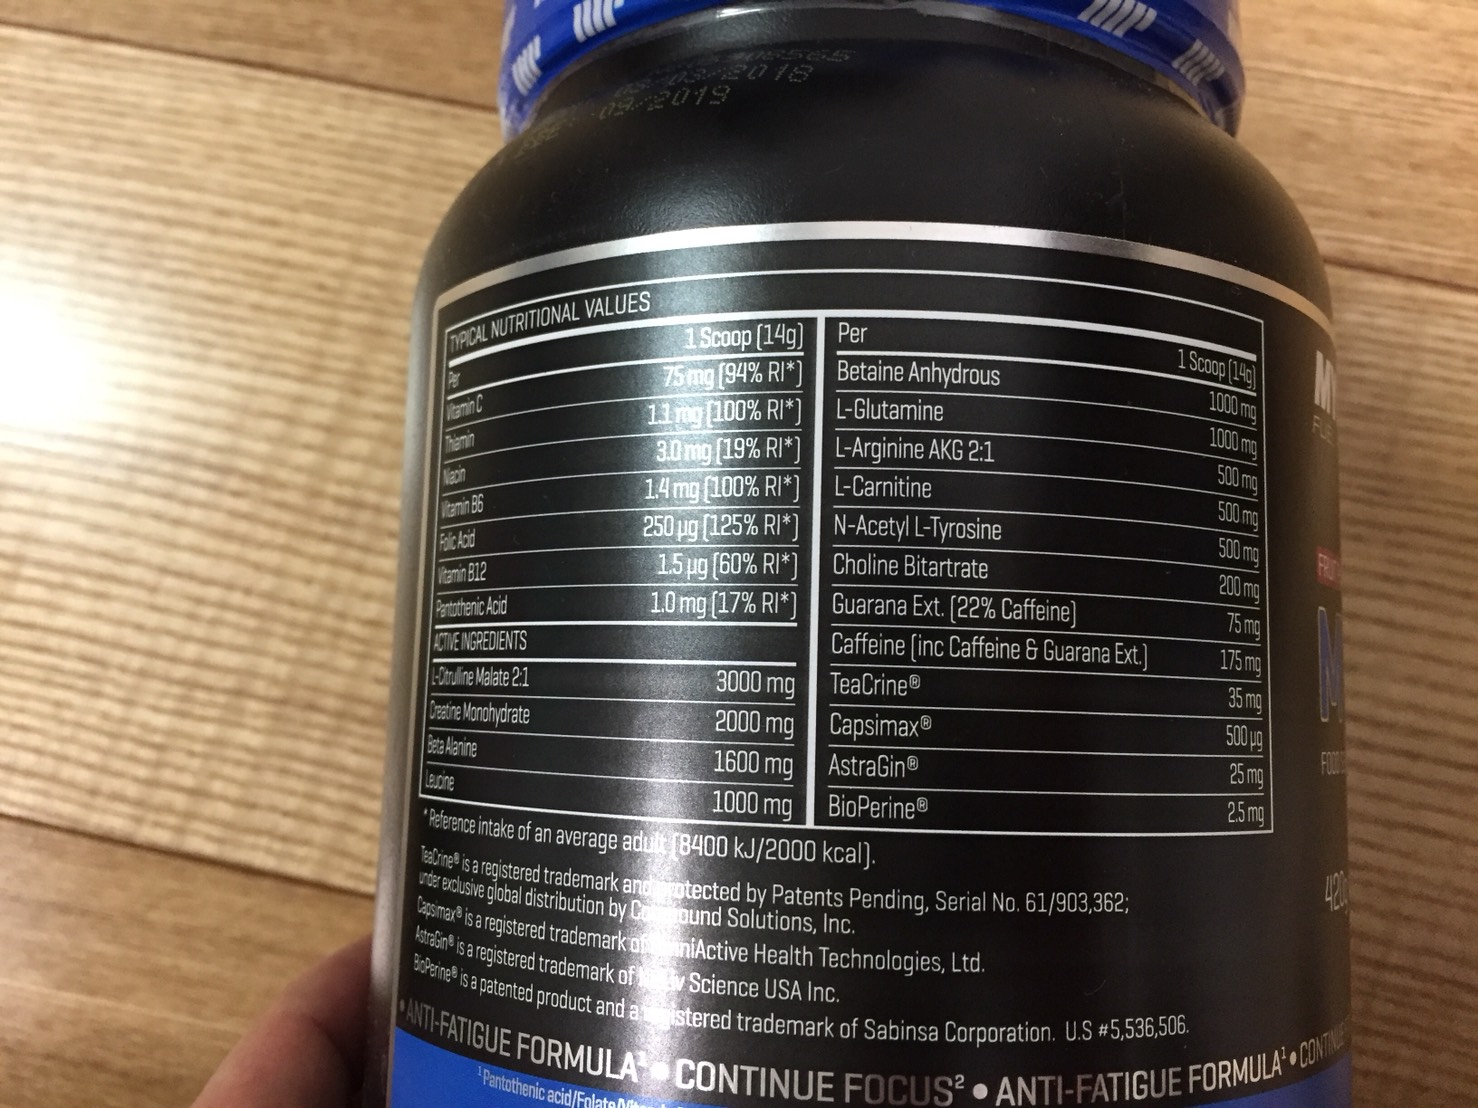 03/2018
09/2019
TYPICAL NUTRITIONAL VALUES
Per 1 Scoop (14g)
Vitamin C 75 mg (94% RI*)
Thiamin 1.1 mg (100% RI*)
Niacin 3.0 mg (19% RI*)
Vitamin B6 1.4 mg (100% RI*)
Folic Acid 250 µg (125% RI*)
Vitamin B12 1.5 µg (60% RI*)
Pantothenic Acid 1.0 mg (17% RI*)
ACTIVE INGREDIENTS
L-Citrulline Malate 2:1 3000 mg
Creatine Monohydrate 2000 mg
Beta Alanine 1600 mg
Leucine 1000 mg
Per 1 Scoop (14g)
Betaine Anhydrous 1000 mg
L-Glutamine 1000 mg
L-Arginine AKG 2:1 500 mg
L-Carnitine 500 mg
N-Acetyl L-Tyrosine 500 mg
Choline Bitartrate 200 mg
Guarana Ext. (22% Caffeine) 75 mg
Caffeine (inc Caffeine & Guarana Ext.) 175 mg
TeaCrine® 35 mg
Capsimax® 500 µg
AstraGin® 25 mg
BioPerine® 2.5 mg
* Reference intake of an average adult (8400 kJ/2000 kcal).
TeaCrine® is a registered trademark and protected by Patents Pending, Serial No. 61/903,362;
under exclusive global distribution by Compound Solutions, Inc.
Capsimax® is a registered trademark of OmniActive Health Technologies, Ltd.
AstraGin® is a registered trademark of Science USA Inc.
BioPerine® is a patented product and a registered trademark of Sabinsa Corporation. U.S #5,536,506.
• ANTI-FATIGUE FORMULA¹ • CONTINUE FOCUS² • ANTI-FATIGUE FORMULA¹ •
¹ Pantothenic acid/Folate/
420g